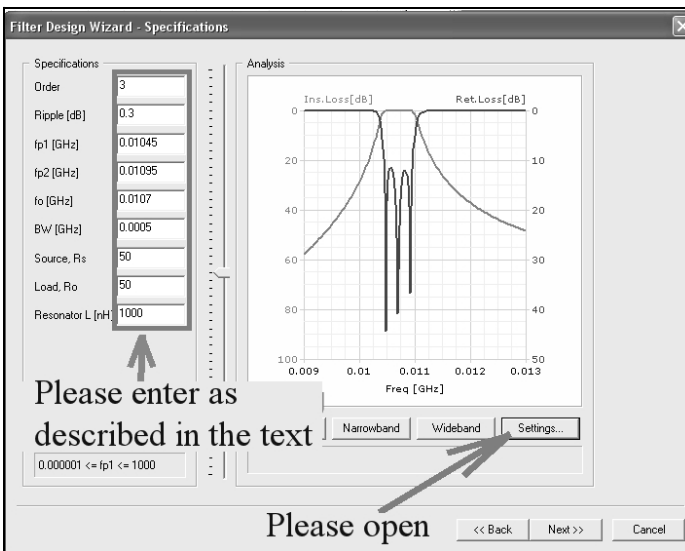 Filter Design Wizard - Specifications
Specifications
Order 3
Ripple [dB] 0.3
fp1 [GHz] 0.01045
fp2 [GHz] 0.01095
fo [GHz] 0.0107
BW [GHz] 0.0005
Source, Rs 50
Load, Ro 50
Resonator L [nH] 1000
Please enter as
described in the text
0.000001 <= fp1 <= 1000
Analysis
Ins.Loss[dB] Ret.Loss[dB]
0 0
20 10
40 20
60 30
80 40
100 50
0.009 0.01 0.011 0.012 0.013
Freq [GHz]
Narrowband Wideband Settings...
Please open
<< Back Next >> Cancel